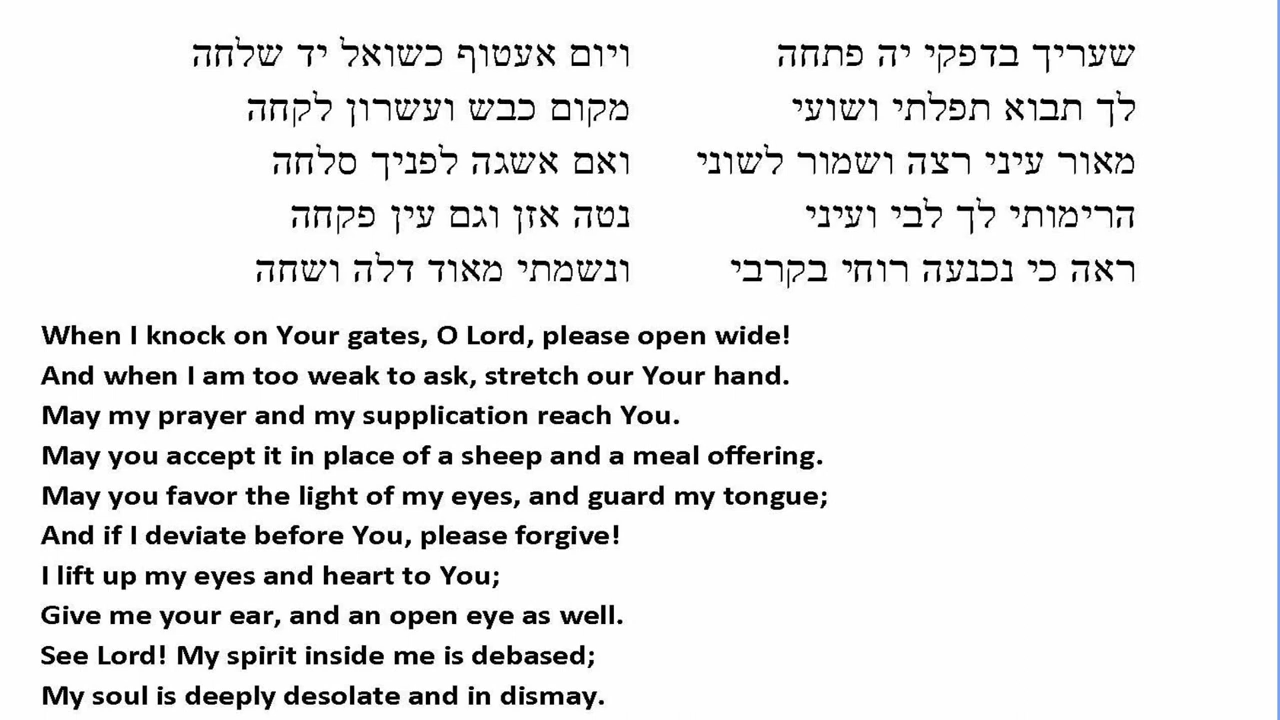 שעריך בדפקי יה פתחה ויום אעטוף כשואל יד שלחה
לך תבוא תפלתי ושועי מקום כבש ועשרון לקחה
מאור עיני רצה ושמור לשוני ואם אשגה לפניך סלחה
הרימותי לך לבי ועיני נטה אזן וגם עין פקחה
ראה כי נכנעה רוחי בקרבי ונשמתי מאוד דלה ושחה
When I knock on Your gates, O Lord, please open wide!
And when I am too weak to ask, stretch our Your hand.
May my prayer and my supplication reach You.
May you accept it in place of a sheep and a meal offering.
May you favor the light of my eyes, and guard my tongue;
And if I deviate before You, please forgive!
I lift up my eyes and heart to You;
Give me your ear, and an open eye as well.
See Lord! My spirit inside me is debased;
My soul is deeply desolate and in dismay.